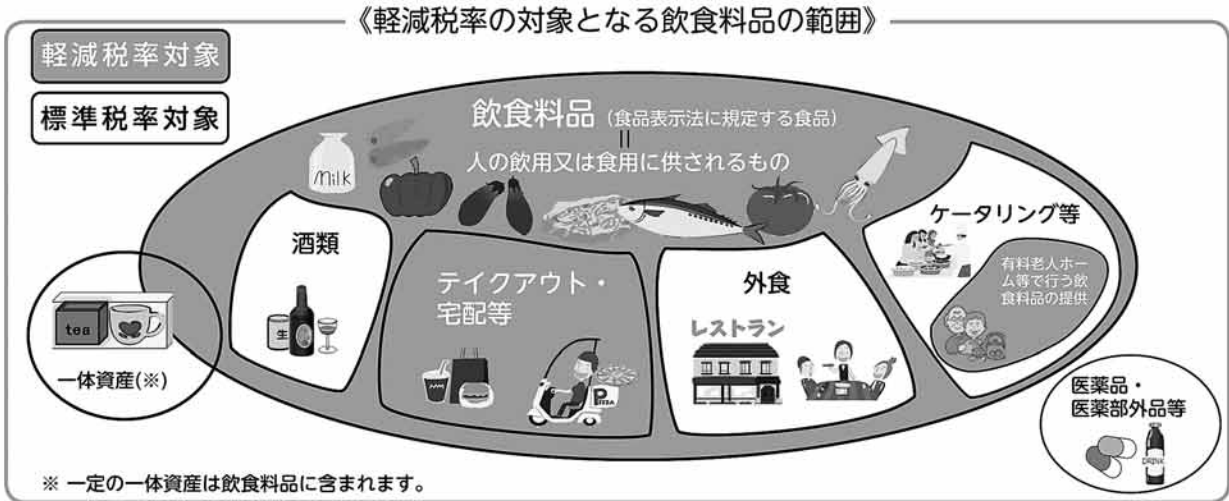 《軽減税率の対象となる飲食料品の範囲》
軽減税率対象
標準税率対象
飲食料品（食品表示法に規定する食品）
＝
人の飲用又は食用に供されるもの
milk
酒類
生
テイクアウト・
宅配等
PIZZA
外食
レストラン
ケータリング等
有料老人ホー
ム等で行う飲
食料品の提供
tea
一体資産(※)
医薬品・
医薬部外品等
DRINK
※ 一定の一体資産は飲食料品に含まれます。